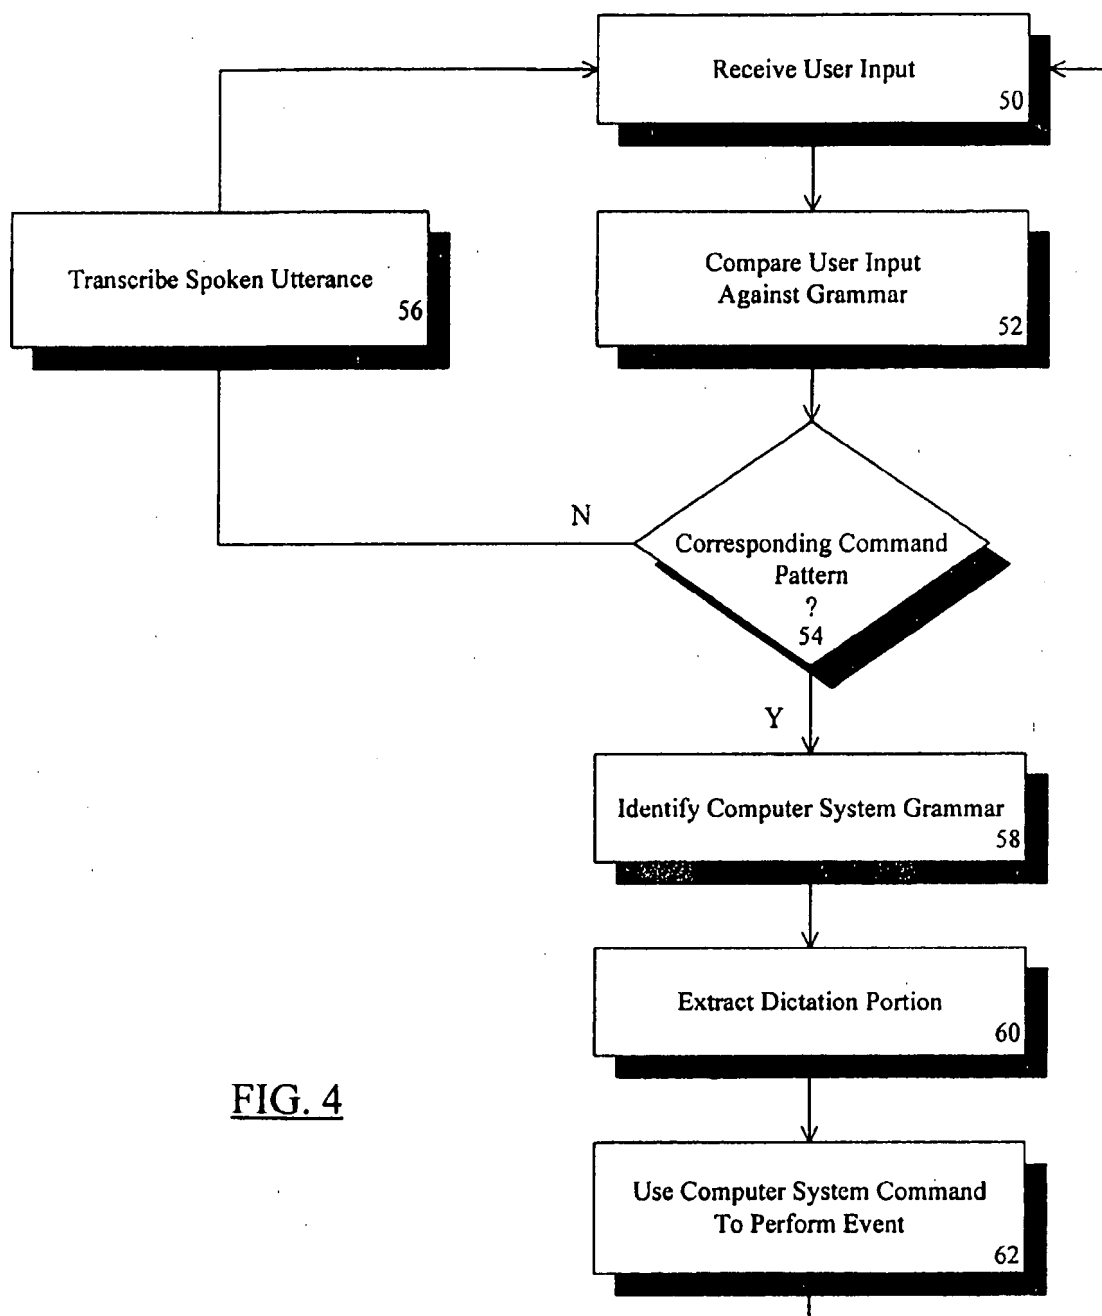 Receive User Input
50
Transcribe Spoken Utterance
56
Compare User Input
Against Grammar
52
N
Corresponding Command
Pattern
?
54
Y
Identify Computer System Grammar
58
Extract Dictation Portion
60
FIG. 4
Use Computer System Command
To Perform Event
62